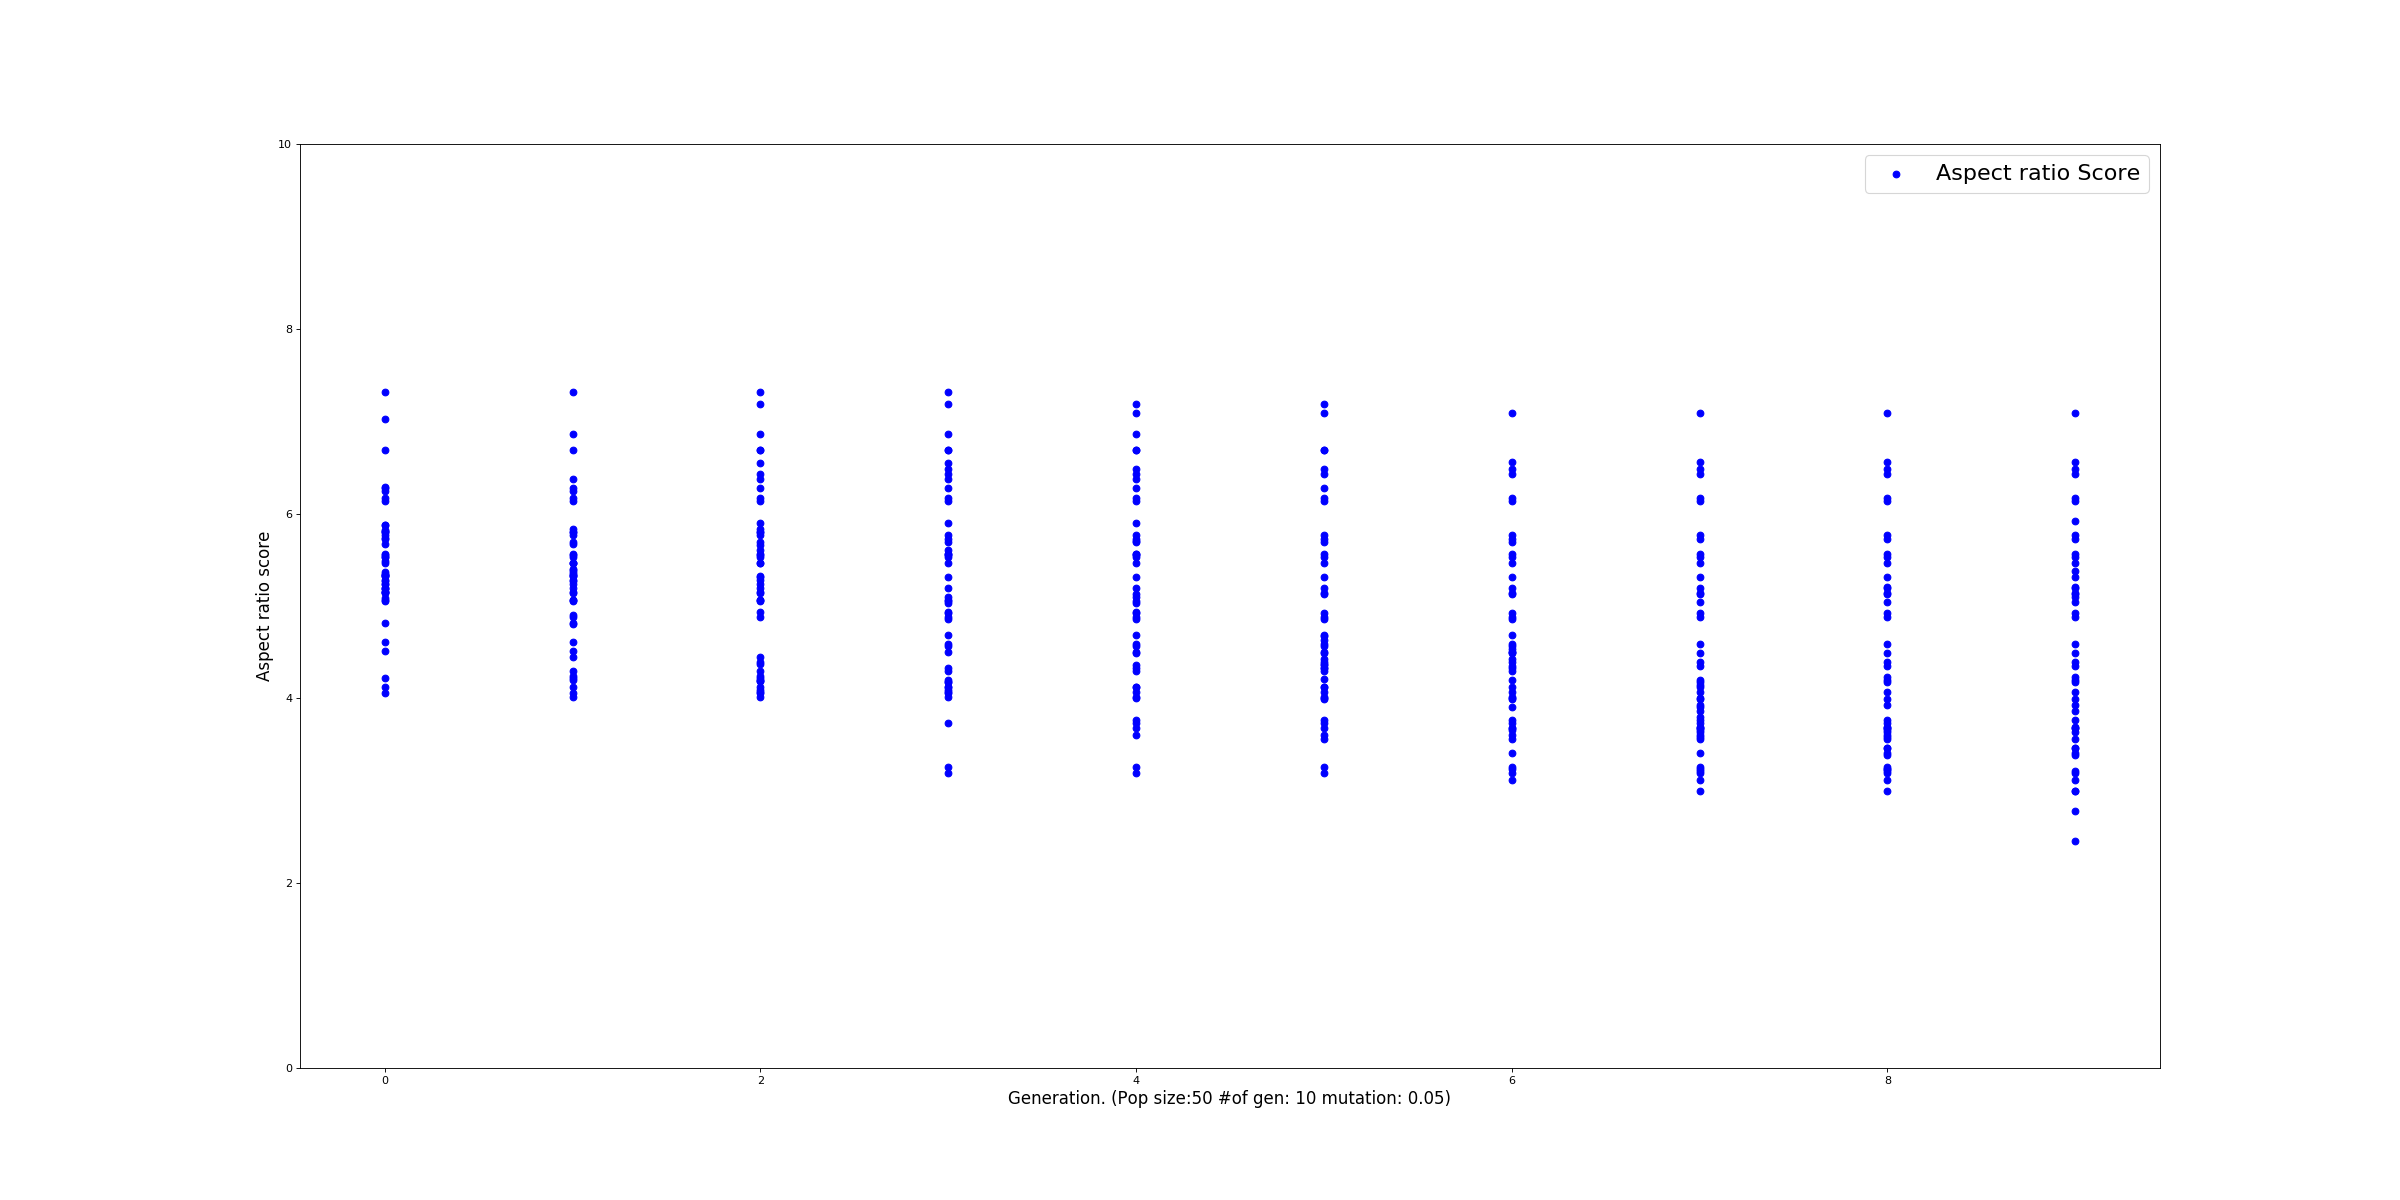 10
Aspect ratio Score
8
6
4
2
0
Aspect ratio score
0 2 4 6 8
Generation. (Pop size:50 #of gen: 10 mutation: 0.05)